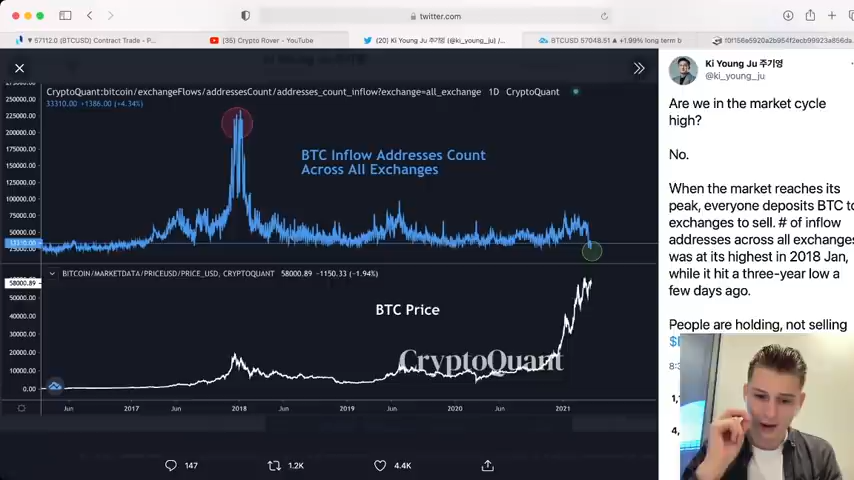 twitter.com
57112.0 (BTCUSD) Contract Trade - P...
(35) Crypto Rover - YouTube
(20) Ki Young Ju 주기영 (@ki_young_ju) /...
BTCUSD 57048.51 ▲ +1.99% long term b
f0f156a5920a2b954f2ecb99923a856da.
CryptoQuant:bitcoin/exchangeFlows/addressesCount/addresses_count_inflow?exchange=all_exchange 1D CryptoQuant
33310.00 +1386.00 (+4.34%)
250000.00
225000.00
200000.00
175000.00
150000.00
125000.00
100000.00
75000.00
50000.00
33310.00
BTC Inflow Addresses Count
Across All Exchanges
BITCOIN/MARKETDATA/PRICEUSD/PRICE_USD, CRYPTOQUANT 58000.89 −1150.33 (−1.94%)
58000.89
50000.00
40000.00
30000.00
20000.00
10000.00
0.00
BTC Price
CryptoQuant
Jun 2017 Jun 2018 Jun 2019 Jun 2020 Jun 2021
147 1.2K 4.4K
Ki Young Ju 주기영
@ki_young_ju
Are we in the market cycle
high?
No.
When the market reaches its
peak, everyone deposits BTC to
exchanges to sell. # of inflow
addresses across all exchanges
was at its highest in 2018 Jan,
while it hit a three-year low a
few days ago.
People are holding, not selling